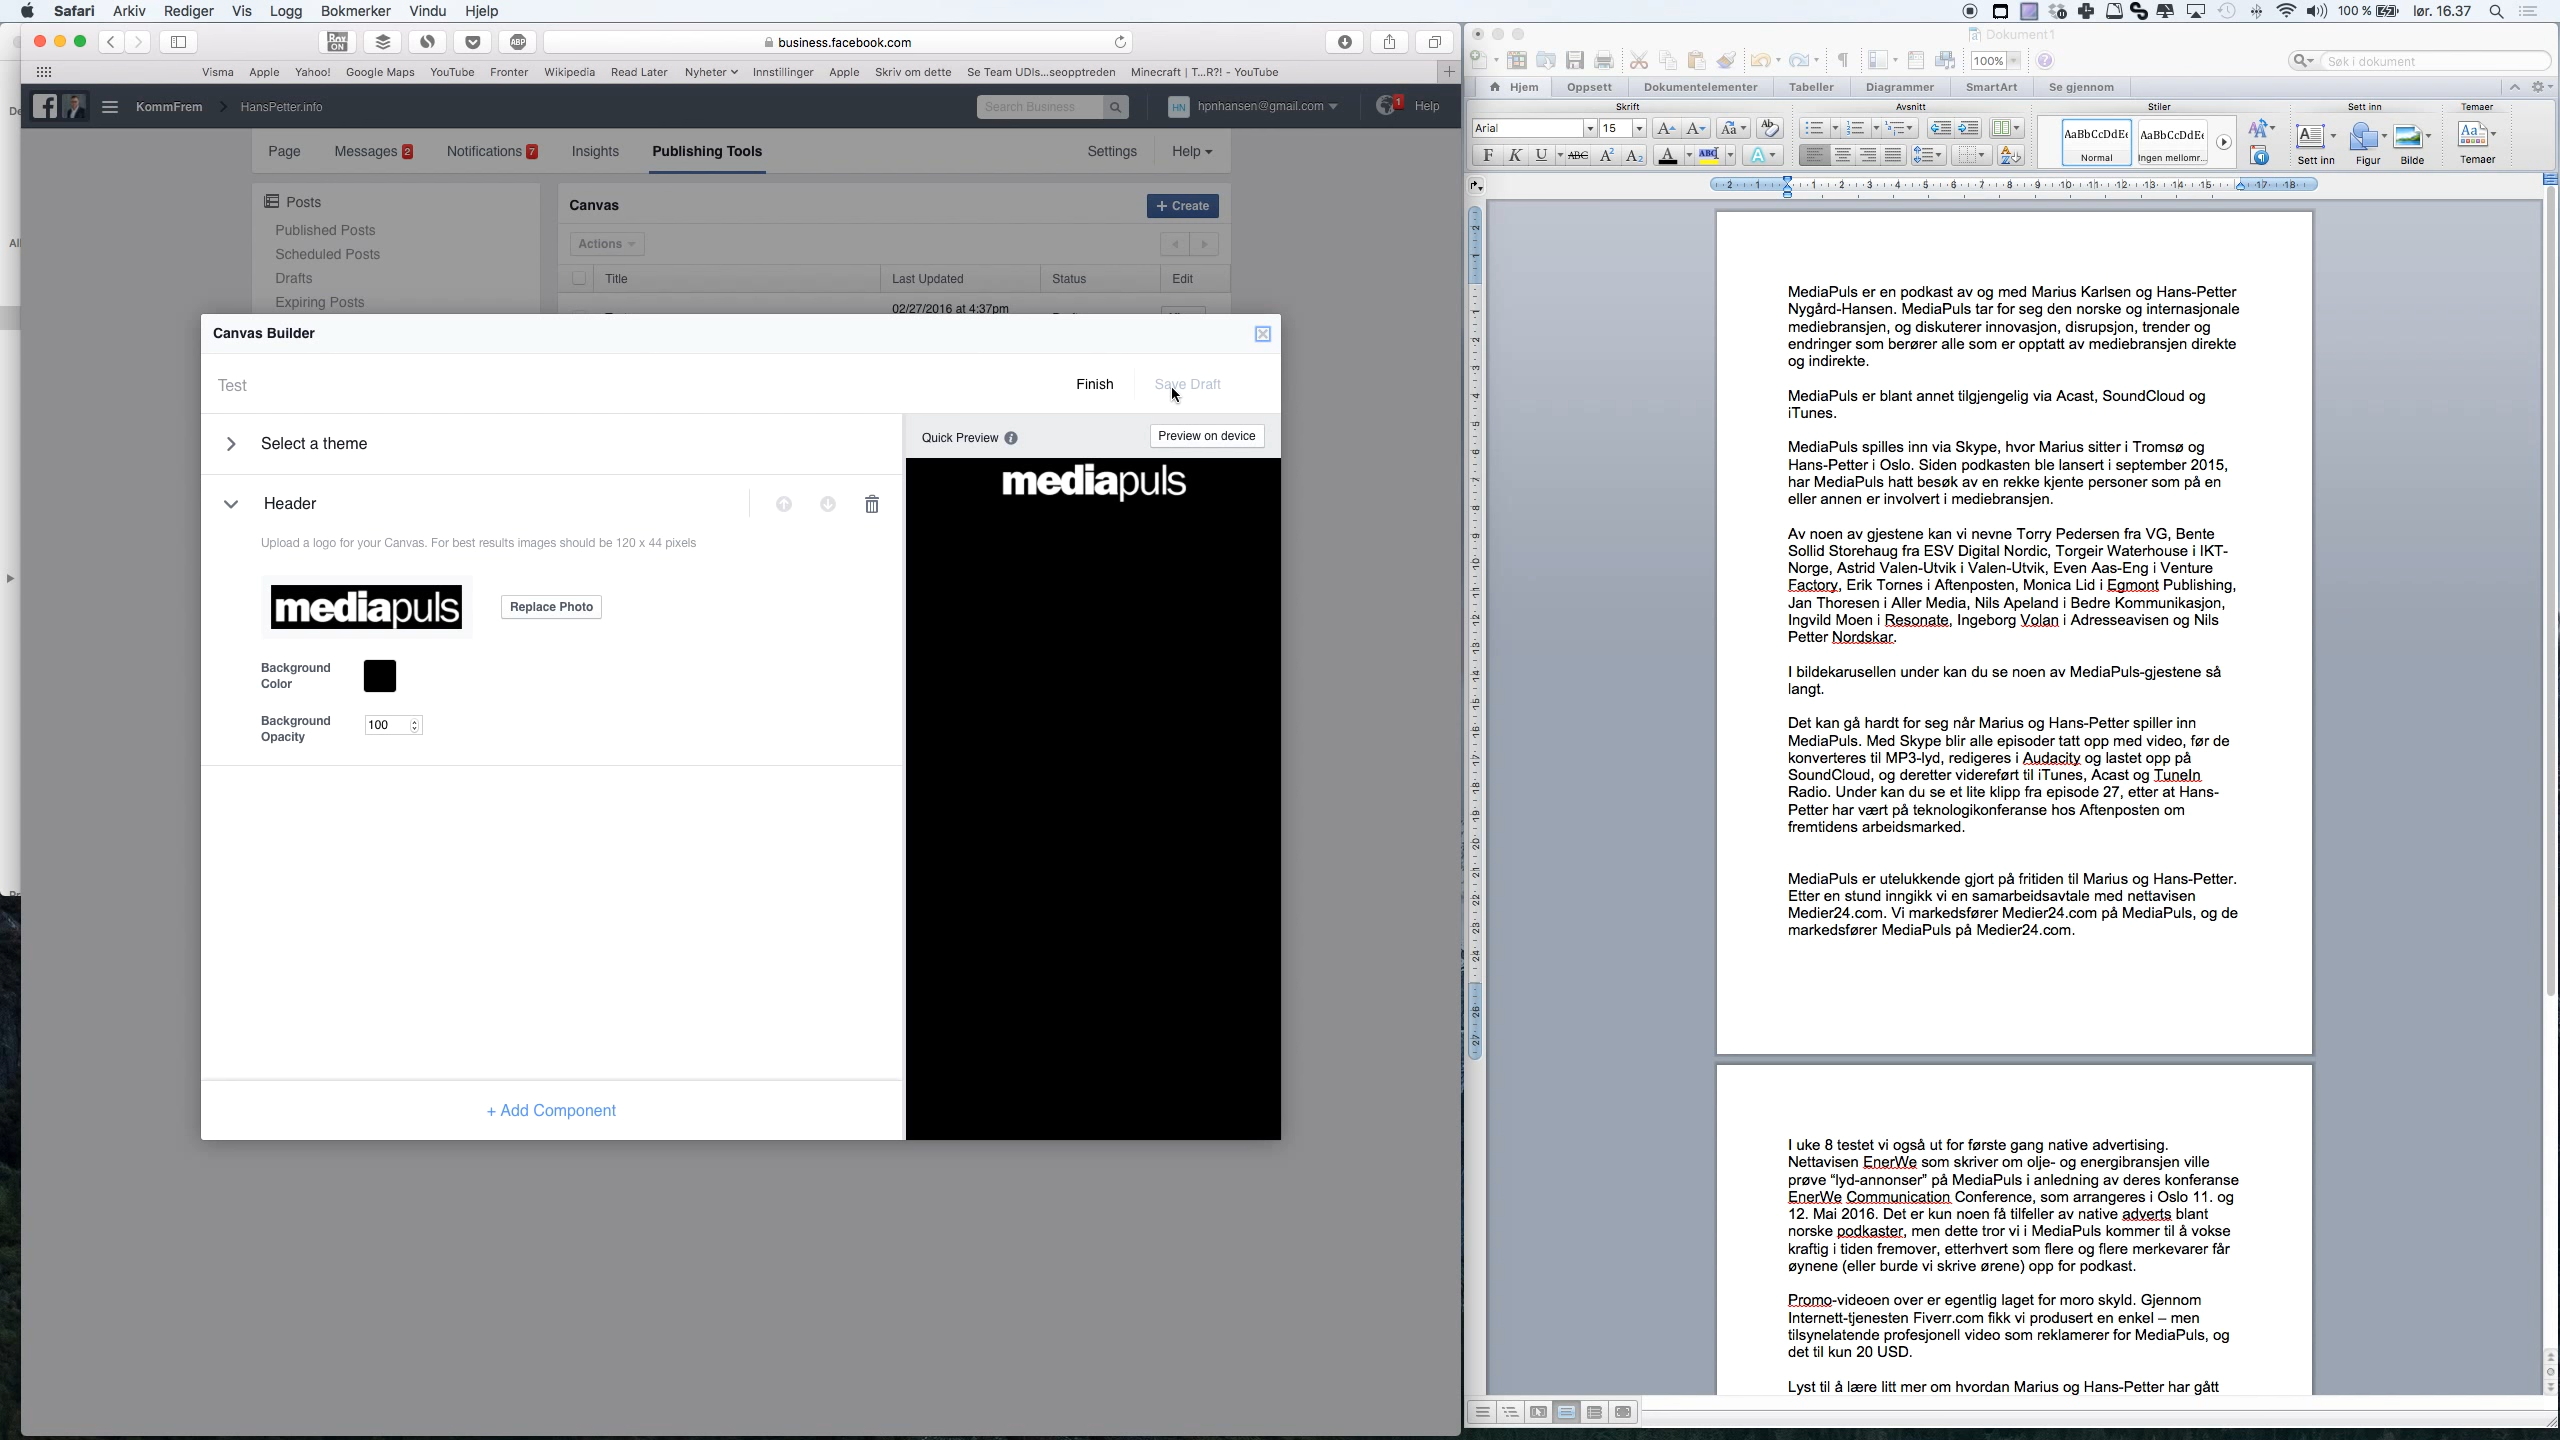 Safari Arkiv Rediger Vis Logg Bokmerker Vindu Hjelp
100 % lør. 16.37
business.facebook.com
Visma Apple Yahoo! Google Maps YouTube Fronter Wikipedia Read Later Nyheter Innstillinger Apple Skriv om dette Se Team UDIs...seopptreden Minecraft | T...R?! - YouTube
KommFrem HansPetter.info
Search Business
HN hpnhansen@gmail.com 1 Help
Page Messages 2 Notifications 7 Insights Publishing Tools Settings Help
Posts
Published Posts
Scheduled Posts
Drafts
Expiring Posts
Canvas + Create
Actions
Title Last Updated Status Edit
02/27/2016 at 4:37pm
Canvas Builder
Test Finish Save Draft
Select a theme
Header
Upload a logo for your Canvas. For best results images should be 120 x 44 pixels
mediapuls Replace Photo
Background
Color
Background
Opacity
100
+ Add Component
Quick Preview Preview on device
mediapuls
Dokument1
100%
Søk i dokument
Hjem Oppsett Dokumentelementer Tabeller Diagrammer SmartArt Se gjennom
Skrift Avsnitt Stiler Sett inn Temaer
Arial 15
AaBbCcDdEe AaBbCcDdEe
Normal Ingen mellomr... Sett inn Figur Bilde Temaer
MediaPuls er en podkast av og med Marius Karlsen og Hans-Petter
Nygård-Hansen. MediaPuls tar for seg den norske og internasjonale
mediebransjen, og diskuterer innovasjon, disrupsjon, trender og
endringer som berører alle som er opptatt av mediebransjen direkte
og indirekte.
MediaPuls er blant annet tilgjengelig via Acast, SoundCloud og
iTunes.
MediaPuls spilles inn via Skype, hvor Marius sitter i Tromsø og
Hans-Petter i Oslo. Siden podkasten ble lansert i september 2015,
har MediaPuls hatt besøk av en rekke kjente personer som på en
eller annen er involvert i mediebransjen.
Av noen av gjestene kan vi nevne Torry Pedersen fra VG, Bente
Sollid Storehaug fra ESV Digital Nordic, Torgeir Waterhouse i IKT-
Norge, Astrid Valen-Utvik i Valen-Utvik, Even Aas-Eng i Venture
Factory, Erik Tornes i Aftenposten, Monica Lid i Egmont Publishing,
Jan Thoresen i Aller Media, Nils Apeland i Bedre Kommunikasjon,
Ingvild Moen i Resonate, Ingeborg Volan i Adresseavisen og Nils
Petter Nordskar.
I bildekarusellen under kan du se noen av MediaPuls-gjestene så
langt.
Det kan gå hardt for seg når Marius og Hans-Petter spiller inn
MediaPuls. Med Skype blir alle episoder tatt opp med video, før de
konverteres til MP3-lyd, redigeres i Audacity og lastet opp på
SoundCloud, og deretter videreført til iTunes, Acast og TuneIn
Radio. Under kan du se et lite klipp fra episode 27, etter at Hans-
Petter har vært på teknologikonferanse hos Aftenposten om
fremtidens arbeidsmarked.
MediaPuls er utelukkende gjort på fritiden til Marius og Hans-Petter.
Etter en stund inngikk vi en samarbeidsavtale med nettavisen
Medier24.com. Vi markedsfører Medier24.com på MediaPuls, og de
markedsfører MediaPuls på Medier24.com.
I uke 8 testet vi også ut for første gang native advertising.
Nettavisen EnerWe som skriver om olje- og energibransjen ville
prøve “lyd-annonser” på MediaPuls i anledning av deres konferanse
EnerWe Communication Conference, som arrangeres i Oslo 11. og
12. Mai 2016. Det er kun noen få tilfeller av native adverts blant
norske podkaster, men dette tror vi i MediaPuls kommer til å vokse
kraftig i tiden fremover, etterhvert som flere og flere merkevarer får
øynene (eller burde vi skrive ørene) opp for podkast.
Promo-videoen over er egentlig laget for moro skyld. Gjennom
Internett-tjenesten Fiverr.com fikk vi produsert en enkel – men
tilsynelatende profesjonell video som reklamerer for MediaPuls, og
det til kun 20 USD.
Lyst til å lære litt mer om hvordan Marius og Hans-Petter har gått